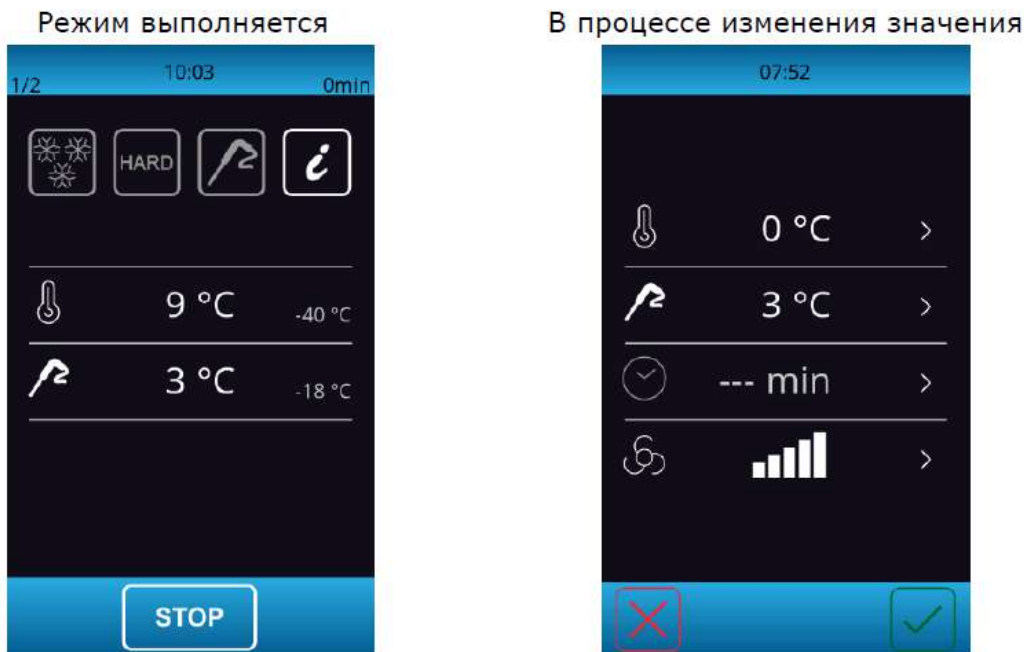 Режим выполняется
10:03
1/2 0min
HARD
i
9 °C -40 °C
3 °C -18 °C
STOP
В процессе изменения значения
07:52
0 °C >
3 °C >
--- min >
>